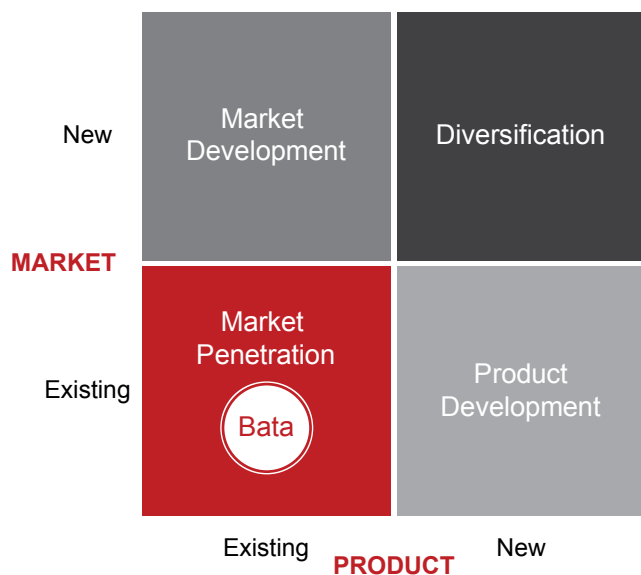 New
Market
Development
Diversification
MARKET
Existing
Market
Penetration
Bata
Product
Development
Existing
New
PRODUCT